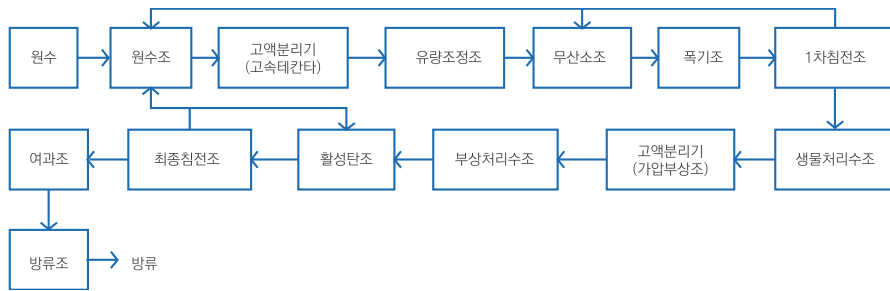 원수
원수조
고액분리기
(고속테칸타)
유량조정조
무산소조
폭기조
1차침전조
여과조
최종침전조
활성탄조
부상처리수조
고액분리기
(가압부상조)
생물처리수조
방류조
방류